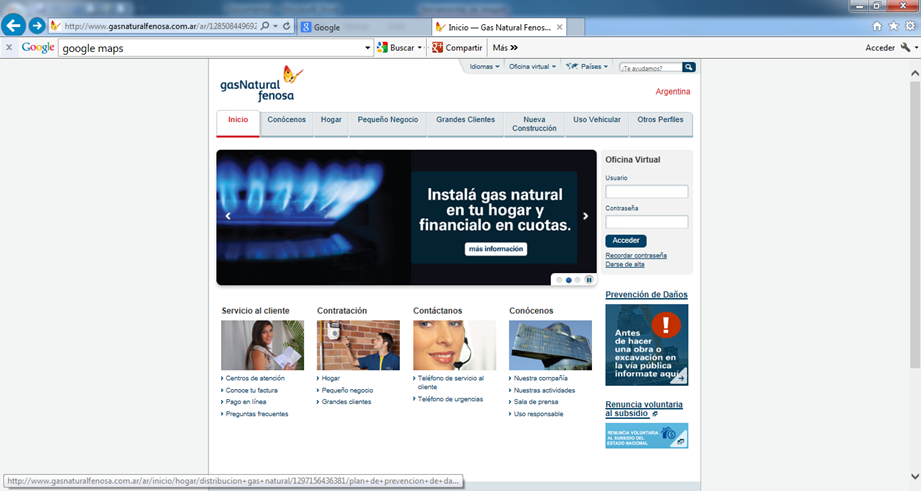 http://www.gasnaturalfenosa.com.ar/ar/1285084496
Google
Inicio — Gas Natural Fenos...
Google
google maps
Buscar
Compartir
Más
Acceder
gasNatural
fenosa
Idiomas
Oficina virtual
Países
¿Te ayudamos?
Argentina
Inicio
Conócenos
Hogar
Pequeño Negocio
Grandes Clientes
Nueva
Construcción
Uso Vehicular
Otros Perfiles
Instalá gas natural
en tu hogar y
financialo en cuotas.
más información
Oficina Virtual
Usuario
Contraseña
Acceder
Recordar contraseña
Darse de alta
Servicio al cliente
Centros de atención
Conoce tu factura
Pago en línea
Preguntas frecuentes
Contratación
Hogar
Pequeño negocio
Grandes clientes
Contáctanos
Teléfono de servicio al
cliente
Teléfono de urgencias
Conócenos
Nuestra compañía
Nuestras actividades
Sala de prensa
Uso responsable
Prevención de Daños
Antes
de hacer
una obra o
excavación en
la vía pública
informate aquí
Renuncia voluntaria
al subsidio
RENUNCIA VOLUNTARIA
AL SUBSIDIO DEL
ESTADO NACIONAL
http://www.gasnaturalfenosa.com.ar/ar/inicio/hogar/distribucion+gas+natural/1297156436381/plan+de+prevencion+de+da...